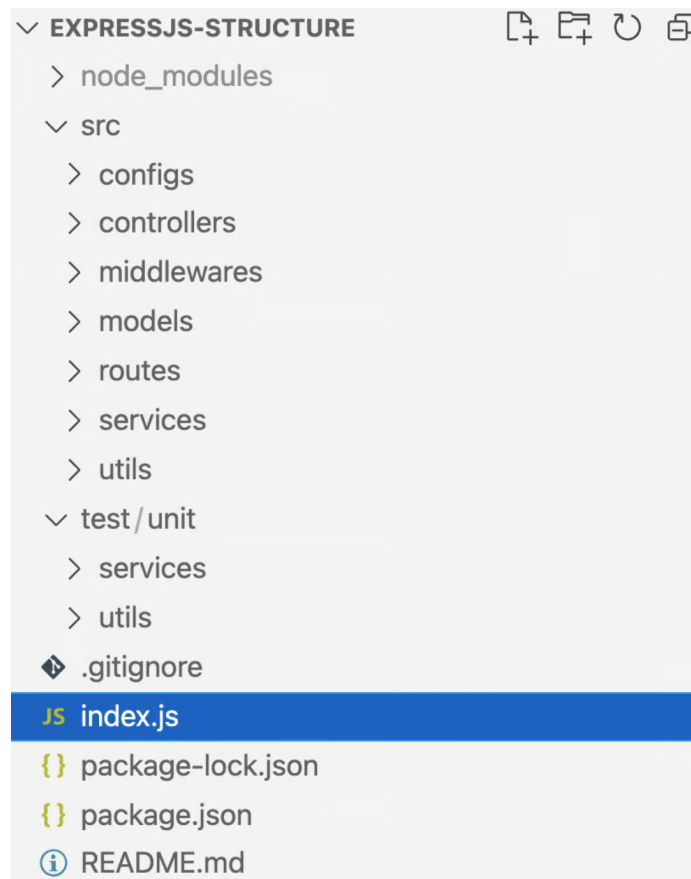 EXPRESSJS-STRUCTURE
node_modules
src
configs
controllers
middlewares
models
routes
services
utils
test/unit
services
utils
.gitignore
JS index.js
{} package-lock.json
{} package.json
README.md